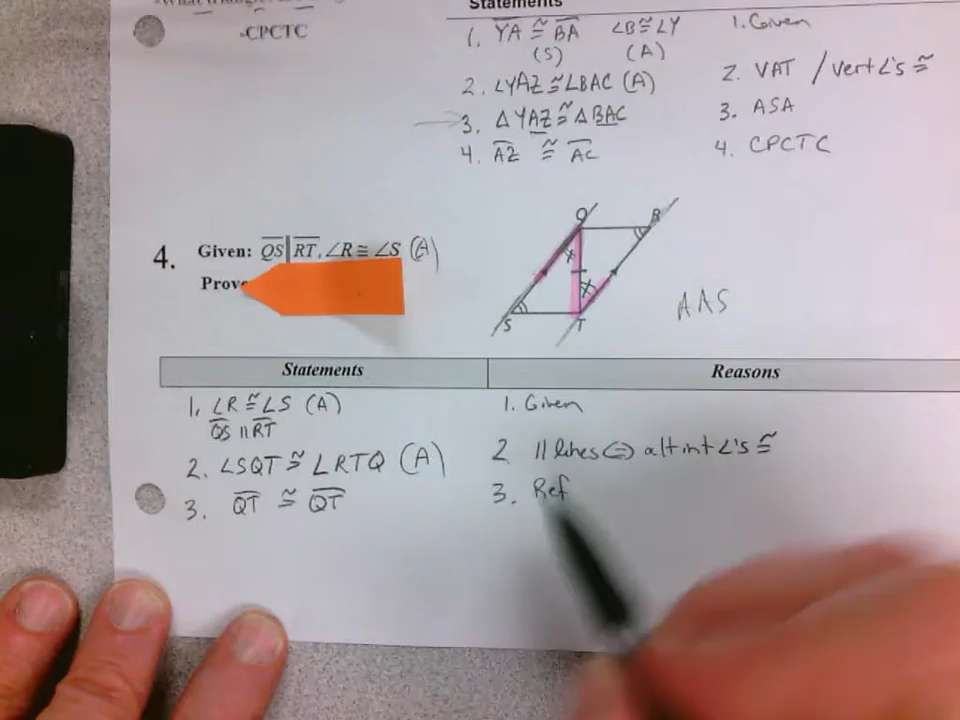 Statements
-CPCTC
1. YA ≅ BA ∠B≅∠Y 1. Given
(S) (A)
2. ∠YAZ ≅ ∠BAC (A) 2. VAT / vert ∠'s ≅
3. △YAZ ≅ △BAC 3. ASA
4. AZ ≅ AC 4. CPCTC
4. Given: QS || RT, ∠R ≅ ∠S (A)
Q R
S T
AAS
Statements Reasons
1. ∠R ≅ ∠S (A) 1. Given
QS || RT
2. ∠SQT ≅ ∠RTQ (A) 2 || lines ⇔ alt int ∠'s ≅
3. QT ≅ QT 3. Ref